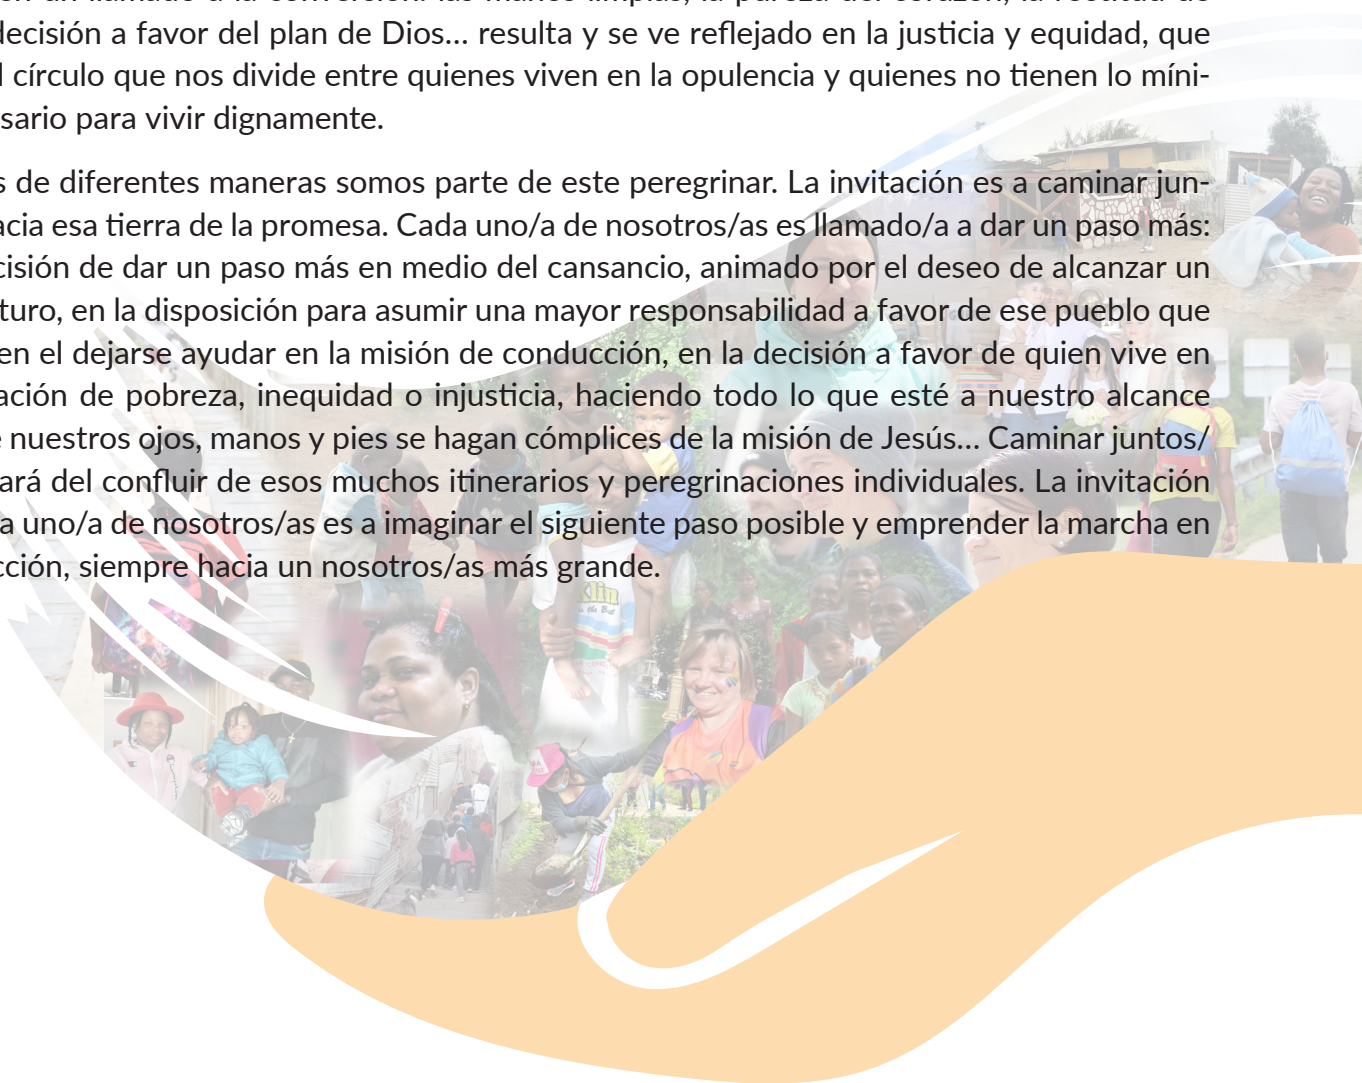 decisión a favor del plan de Dios... resulta y se ve reflejado en la justicia y equidad, que
círculo que nos divide entre quienes viven en la opulencia y quienes no tienen lo míni-
sario para vivir dignamente.
s de diferentes maneras somos parte de este peregrinar. La invitación es a caminar jun-
acia esa tierra de la promesa. Cada uno/a de nosotros/as es llamado/a a dar un paso más:
cisión de dar un paso más en medio del cansancio, animado por el deseo de alcanzar un
turo, en la disposición para asumir una mayor responsabilidad a favor de ese pueblo que
en el dejarse ayudar en la misión de conducción, en la decisión a favor de quien vive en
ación de pobreza, inequidad o injusticia, haciendo todo lo que esté a nuestro alcance
e nuestros ojos, manos y pies se hagan cómplices de la misión de Jesús... Caminar juntos/
ará del confluir de esos muchos itinerarios y peregrinaciones individuales. La invitación
a uno/a de nosotros/as es a imaginar el siguiente paso posible y emprender la marcha en
cción, siempre hacia un nosotros/as más grande.
klin